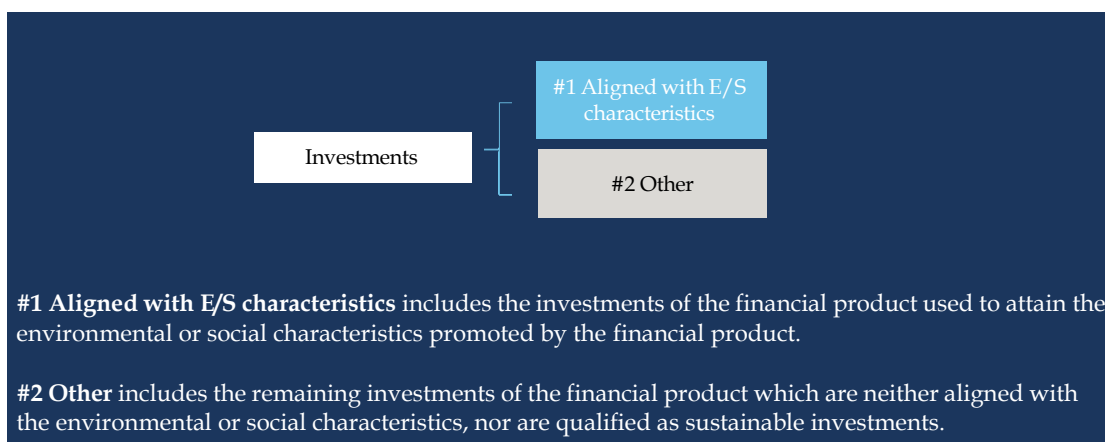 #1 Aligned with E/S
characteristics
Investments
#2 Other
#1 Aligned with E/S characteristics includes the investments of the financial product used to attain the
environmental or social characteristics promoted by the financial product.
#2 Other includes the remaining investments of the financial product which are neither aligned with
the environmental or social characteristics, nor are qualified as sustainable investments.